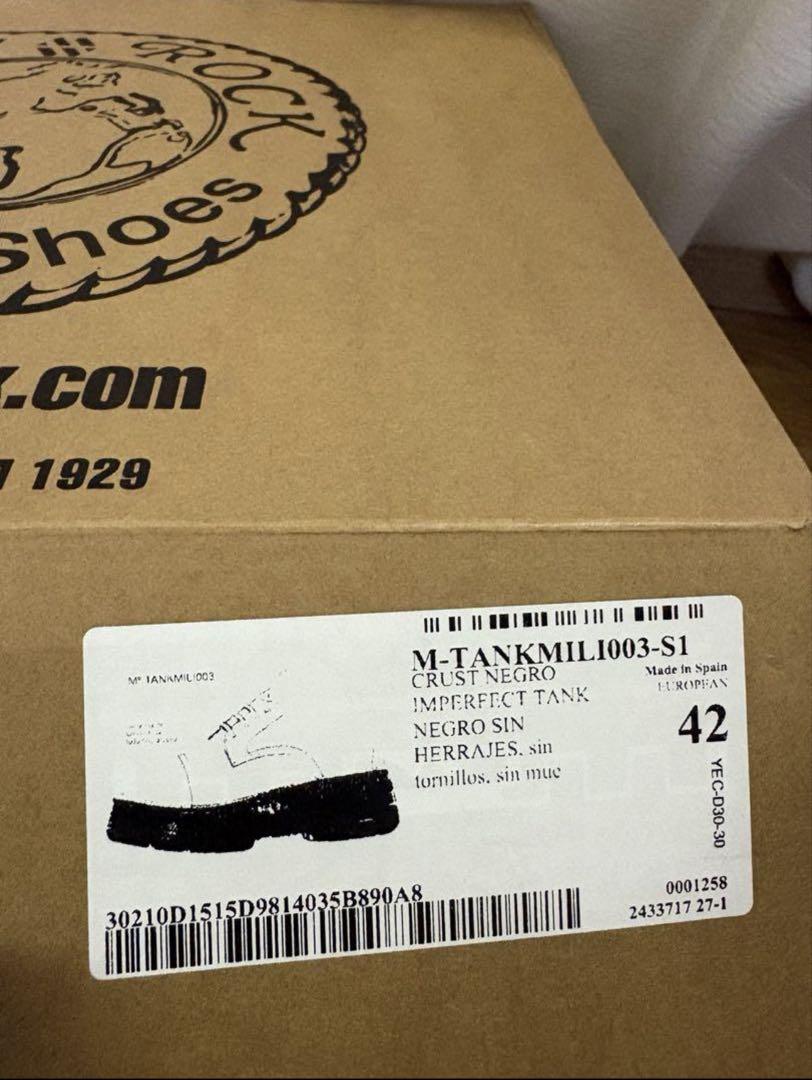 ROCK
Shoes
.com
1929
M-TANKMILI003-S1
Mº TANKMILI003
CRUST NEGRO
Made in Spain
IMPERFECT TANK
EUROPEAN
NEGRO SIN
42
HERRAJES, sin
tornillos, sin mue
YEC-D30-30
30210D1515D9814035B890A8
0001258
2433717 27-1